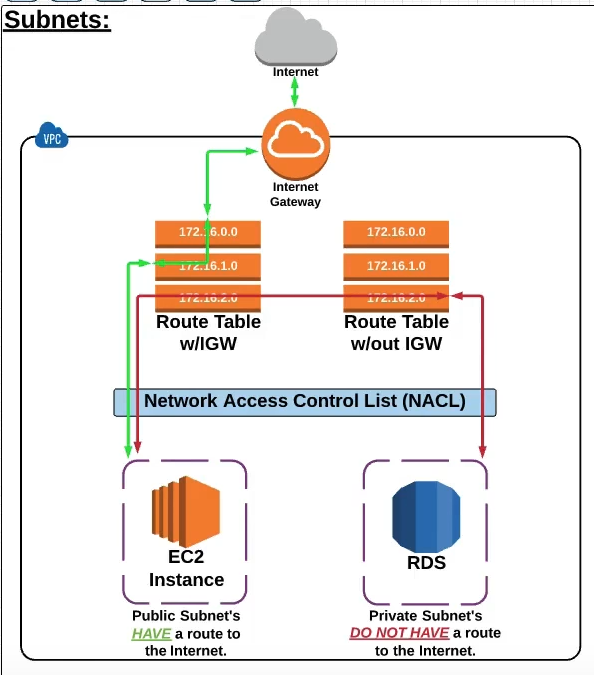 Subnets:
Internet
VPC
Internet
Gateway
172.16.0.0
172.16.0.0
172.16.1.0
172.16.1.0
172.16.2.0
172.16.2.0
Route Table
w/IGW
Route Table
w/out IGW
Network Access Control List (NACL)
EC2
Instance
RDS
Public Subnet's
HAVE a route to
the Internet.
Private Subnet's
DO NOT HAVE a route
to the Internet.